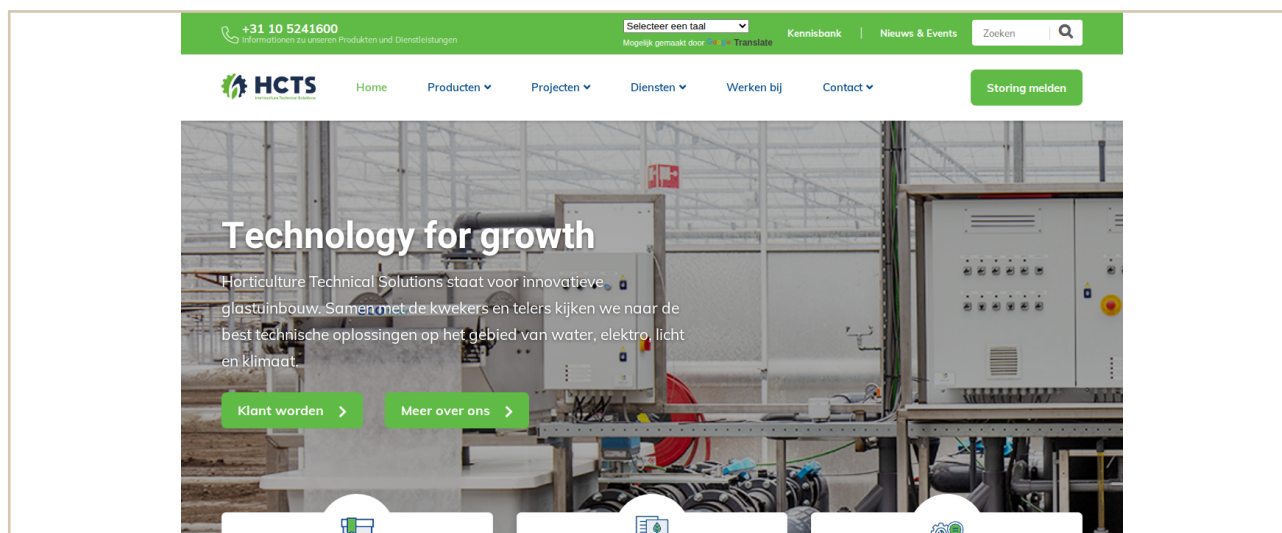 +31 10 5241600
Informationen zu unseren Produkten und Dienstleistungen
Selecteer een taal
Mogelijk gemaakt door Google Translate
Kennisbank
Nieuws & Events
Zoeken
HCTS
Horticulture Technical Solutions
Home
Producten
Projecten
Diensten
Werken bij
Contact
Storing melden
Technology for growth
Horticulture Technical Solutions staat voor innovatieve
glastuinbouw. Samen met de kwekers en telers kijken we naar de
best technische oplossingen op het gebied van water, elektro, licht
en klimaat.
Klant worden
Meer over ons